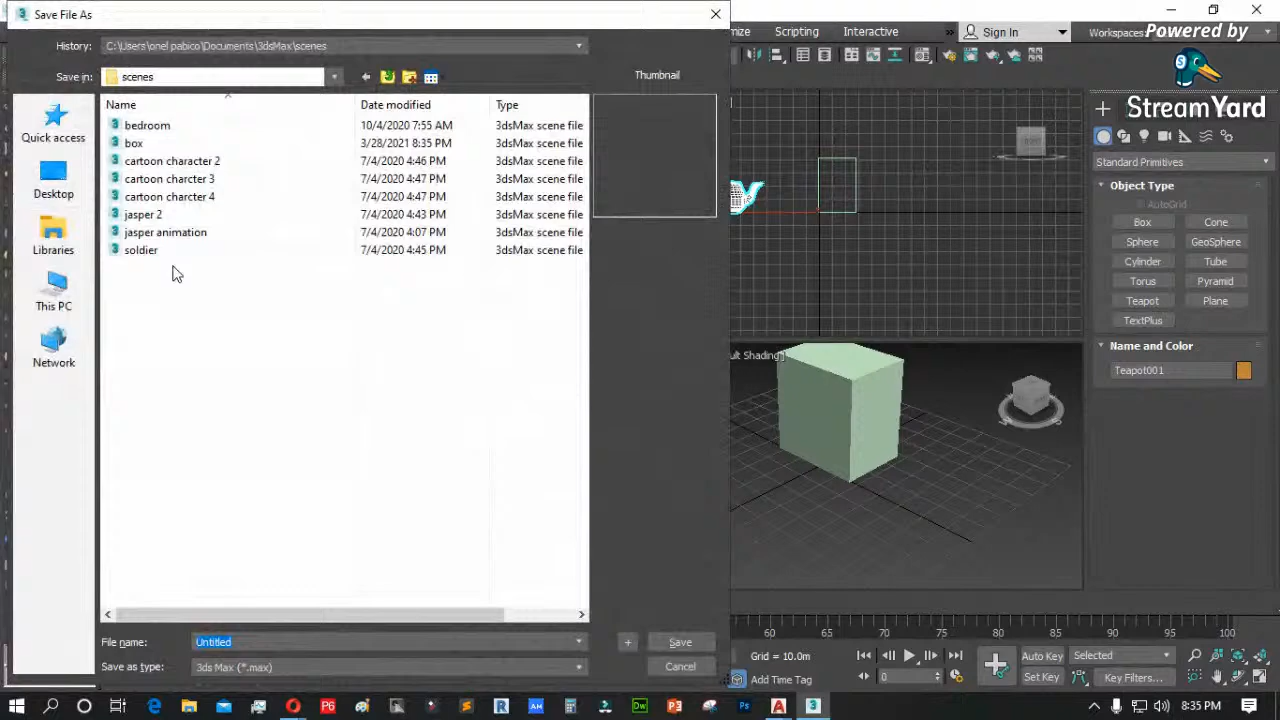 Save File As
History: C:\Users\onel pabico\Documents\3dsMax\scenes
Save in: scenes
Thumbnail
Quick access
Desktop
Libraries
This PC
Network
Name Date modified Type
bedroom 10/4/2020 7:55 AM 3dsMax scene file
box 3/28/2021 8:35 PM 3dsMax scene file
cartoon character 2 7/4/2020 4:46 PM 3dsMax scene file
cartoon charcter 3 7/4/2020 4:47 PM 3dsMax scene file
cartoon charcter 4 7/4/2020 4:47 PM 3dsMax scene file
jasper 2 7/4/2020 4:43 PM 3dsMax scene file
jasper animation 7/4/2020 4:07 PM 3dsMax scene file
soldier 7/4/2020 4:45 PM 3dsMax scene file
File name: Untitled
+ Save
Save as type: 3ds Max (*.max)
Cancel
Scripting Interactive » Sign In Workspaces:
Powered by
StreamYard
Standard Primitives
Object Type
AutoGrid
Box Cone
Sphere GeoSphere
Cylinder Tube
Torus Pyramid
Teapot Plane
TextPlus
Name and Color
Teapot001
ult Shading ]
60 65 70 75 80 85 90 95 100
Grid = 10.0m
Add Time Tag
0
Auto Key Selected
Set Key Key Filters...
8:35 PM